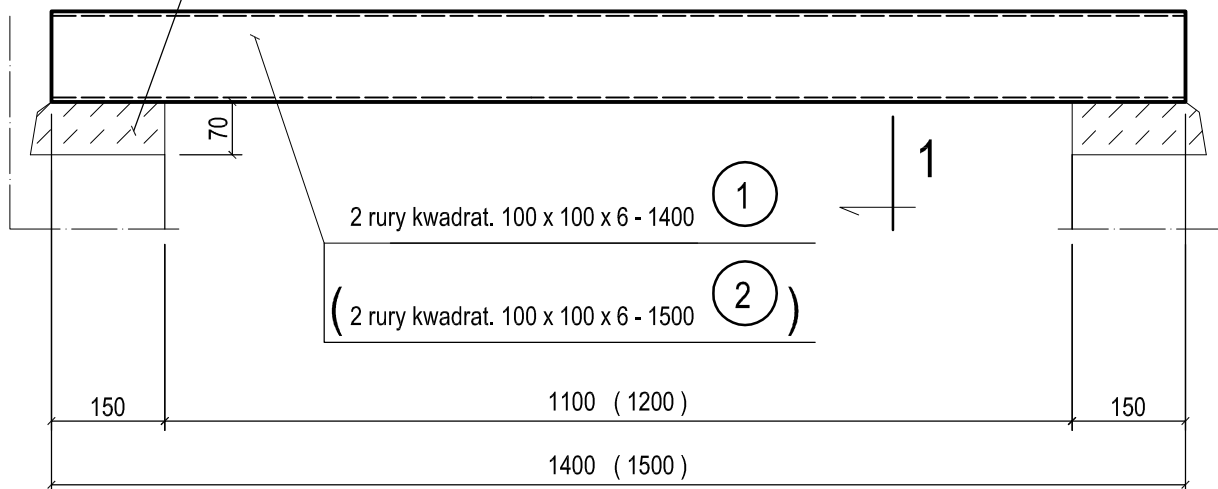 70
1
2 rury kwadrat. 100 x 100 x 6 - 1400 1
( 2 rury kwadrat. 100 x 100 x 6 - 1500 2 )
150 1100 ( 1200 ) 150
1400 ( 1500 )